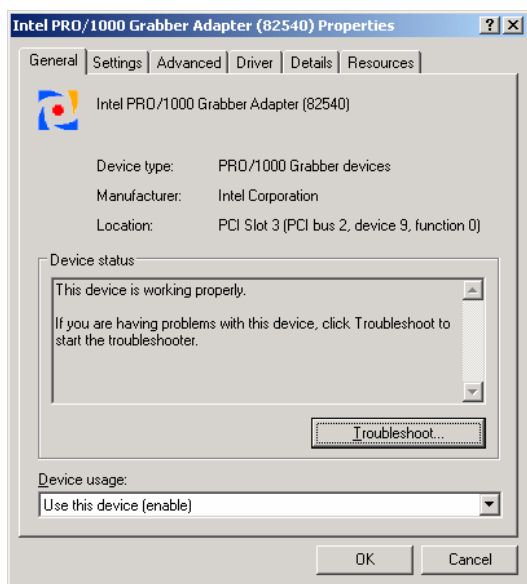 Intel PRO/1000 Grabber Adapter (82540) Properties
General Settings Advanced Driver Details Resources
Intel PRO/1000 Grabber Adapter (82540)
Device type: PRO/1000 Grabber devices
Manufacturer: Intel Corporation
Location: PCI Slot 3 (PCI bus 2, device 9, function 0)
Device status
This device is working properly.
If you are having problems with this device, click Troubleshoot to
start the troubleshooter.
Troubleshoot...
Device usage:
Use this device (enable)
OK Cancel